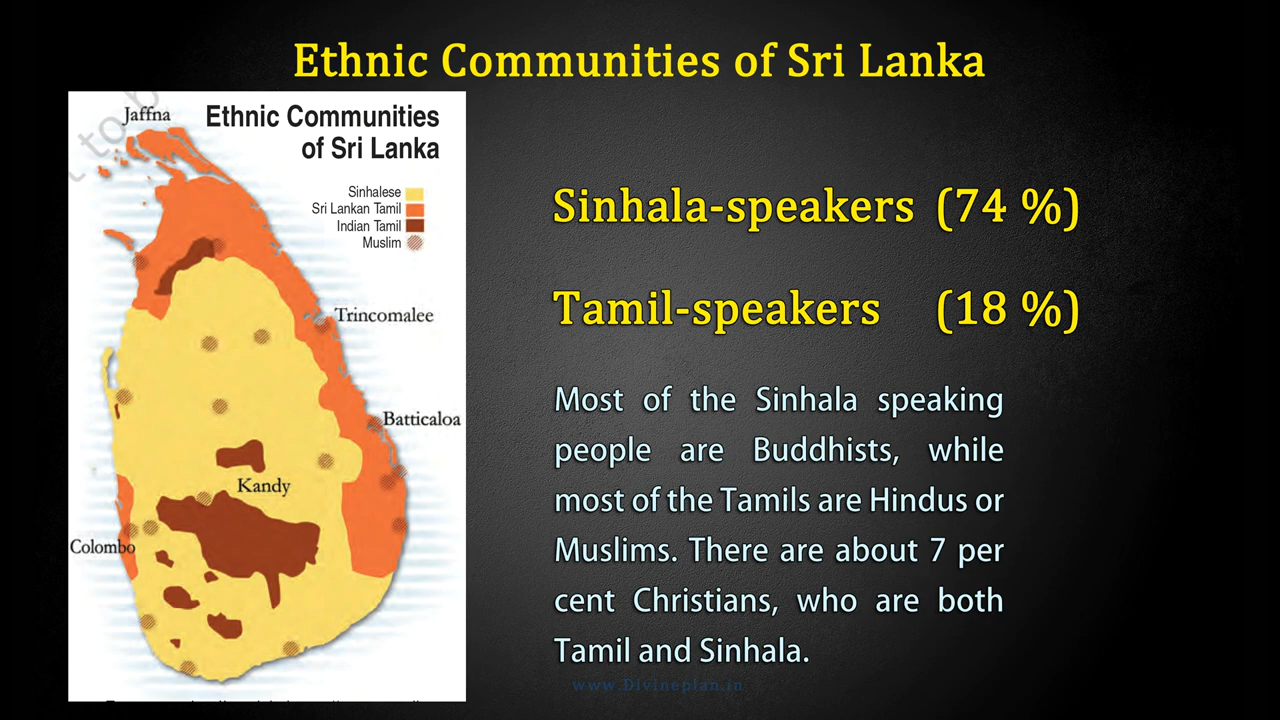 Ethnic Communities of Sri Lanka
Jaffna
Ethnic Communities
of Sri Lanka
Sinhalese
Sri Lankan Tamil
Indian Tamil
Muslim
Trincomalee
Batticaloa
Kandy
Colombo
Sinhala-speakers (74 %)
Tamil-speakers (18 %)
Most of the Sinhala speaking
people are Buddhists, while
most of the Tamils are Hindus or
Muslims. There are about 7 per
cent Christians, who are both
Tamil and Sinhala.
www.Divineplan.in